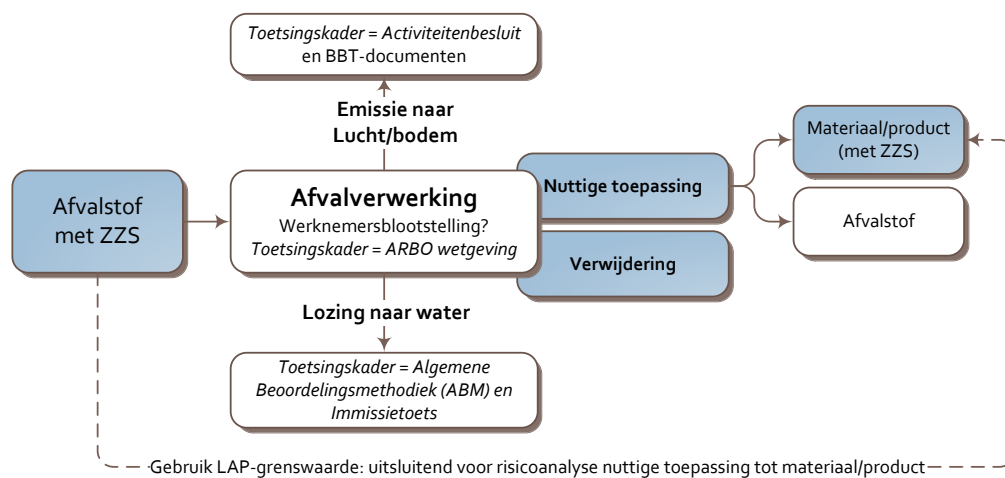 Toetsingskader = Activiteitenbesluit
en BBT-documenten
Emissie naar
Lucht/bodem
Afvalstof
met ZZS
Afvalverwerking
Werknemersblootstelling?
Toetsingskader = ARBO wetgeving
Nuttige toepassing
Verwijdering
Materiaal/product
(met ZZS)
Afvalstof
Lozing naar water
Toetsingskader = Algemene
Beoordelingsmethodiek (ABM) en
Immissietoets
Gebruik LAP-grenswaarde: uitsluitend voor risicoanalyse nuttige toepassing tot materiaal/product